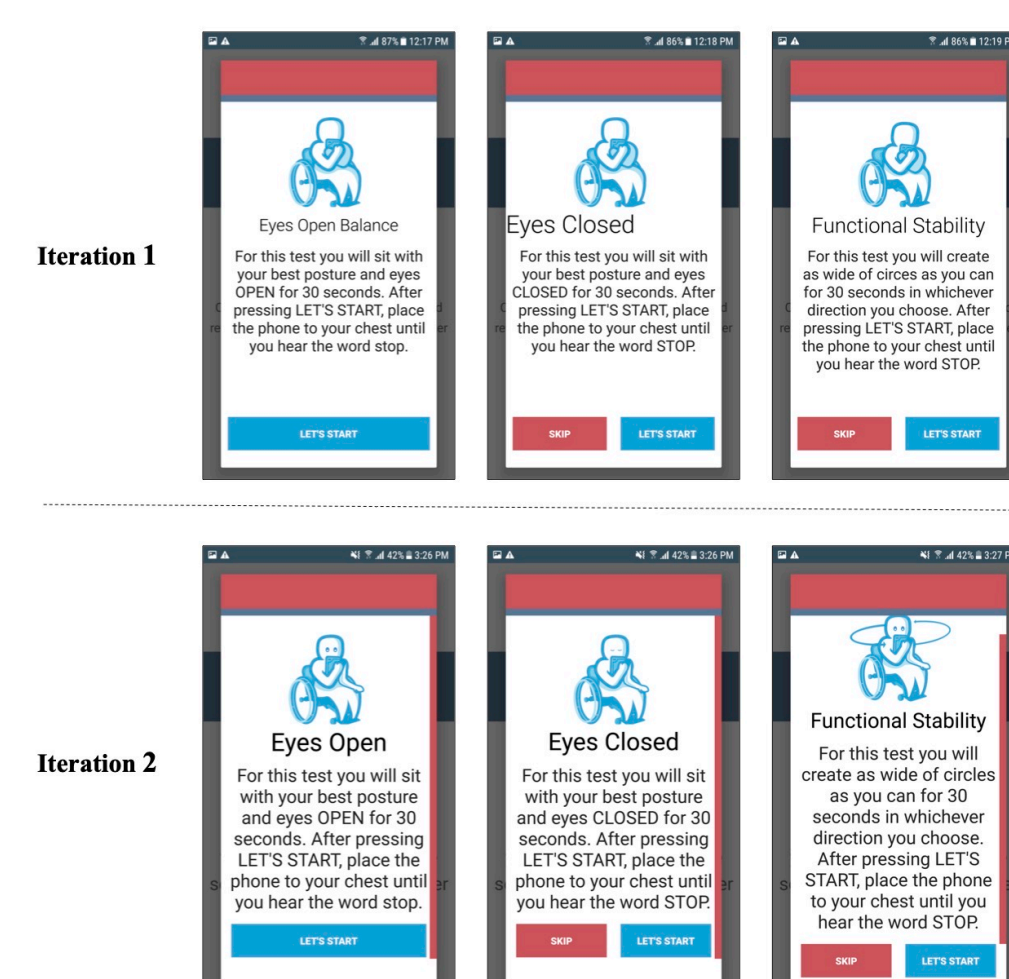 87% 12:17 PM
Eyes Open Balance
For this test you will sit with
your best posture and eyes
OPEN for 30 seconds. After
pressing LET'S START, place
the phone to your chest until
you hear the word stop.
LET'S START
86% 12:18 PM
Eyes Closed
For this test you will sit with
your best posture and eyes
CLOSED for 30 seconds. After
pressing LET'S START, place
the phone to your chest until
you hear the word STOP.
SKIP
LET'S START
86% 12:19 P
Functional Stability
For this test you will create
as wide of circes as you can
for 30 seconds in whichever
direction you choose. After
pressing LET'S START, place
the phone to your chest until
you hear the word STOP.
SKIP
LET'S START
Iteration 1
42% 3:26 PM
Eyes Open
For this test you will sit
with your best posture
and eyes OPEN for 30
seconds. After pressing
LET'S START, place the
phone to your chest until
you hear the word stop.
LET'S START
42% 3:26 PM
Eyes Closed
For this test you will sit
with your best posture
and eyes CLOSED for 30
seconds. After pressing
LET'S START, place the
phone to your chest until
you hear the word STOP.
SKIP
LET'S START
42% 3:27 P
Functional Stability
For this test you will
create as wide of circles
as you can for 30
seconds in whichever
direction you choose.
After pressing LET'S
START, place the phone
to your chest until you
hear the word STOP.
SKIP
LET'S START
Iteration 2